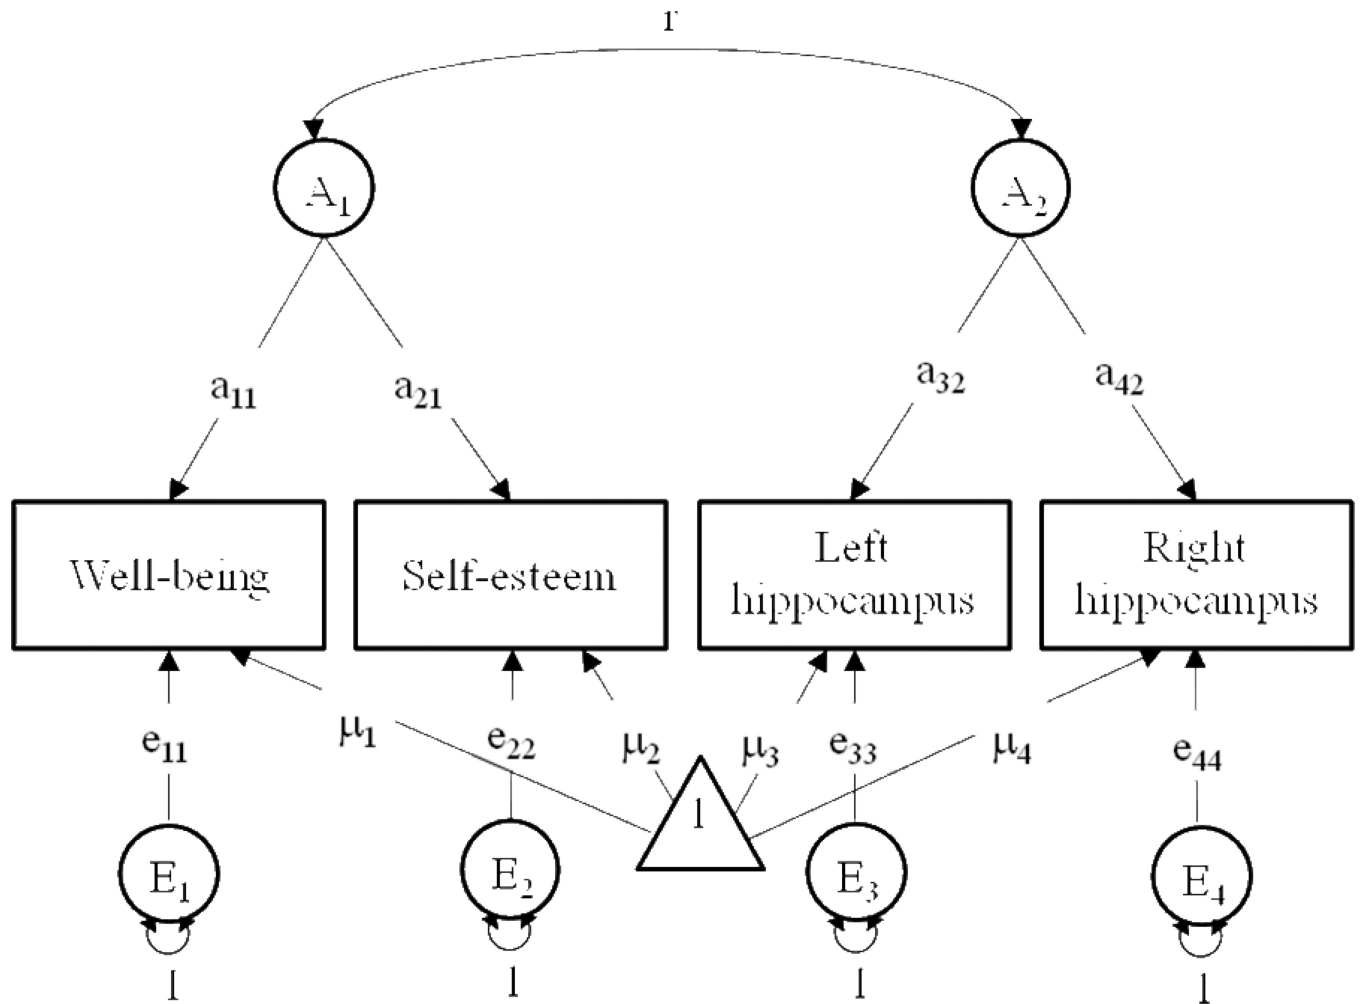 r
A1
A2
a11
a21
a32
a42
Well-being
Self-esteem
Left
hippocampus
Right
hippocampus
e11
μ1
e22
μ2
μ3
e33
μ4
e44
1
E1
E2
E3
E4
1
1
1
1